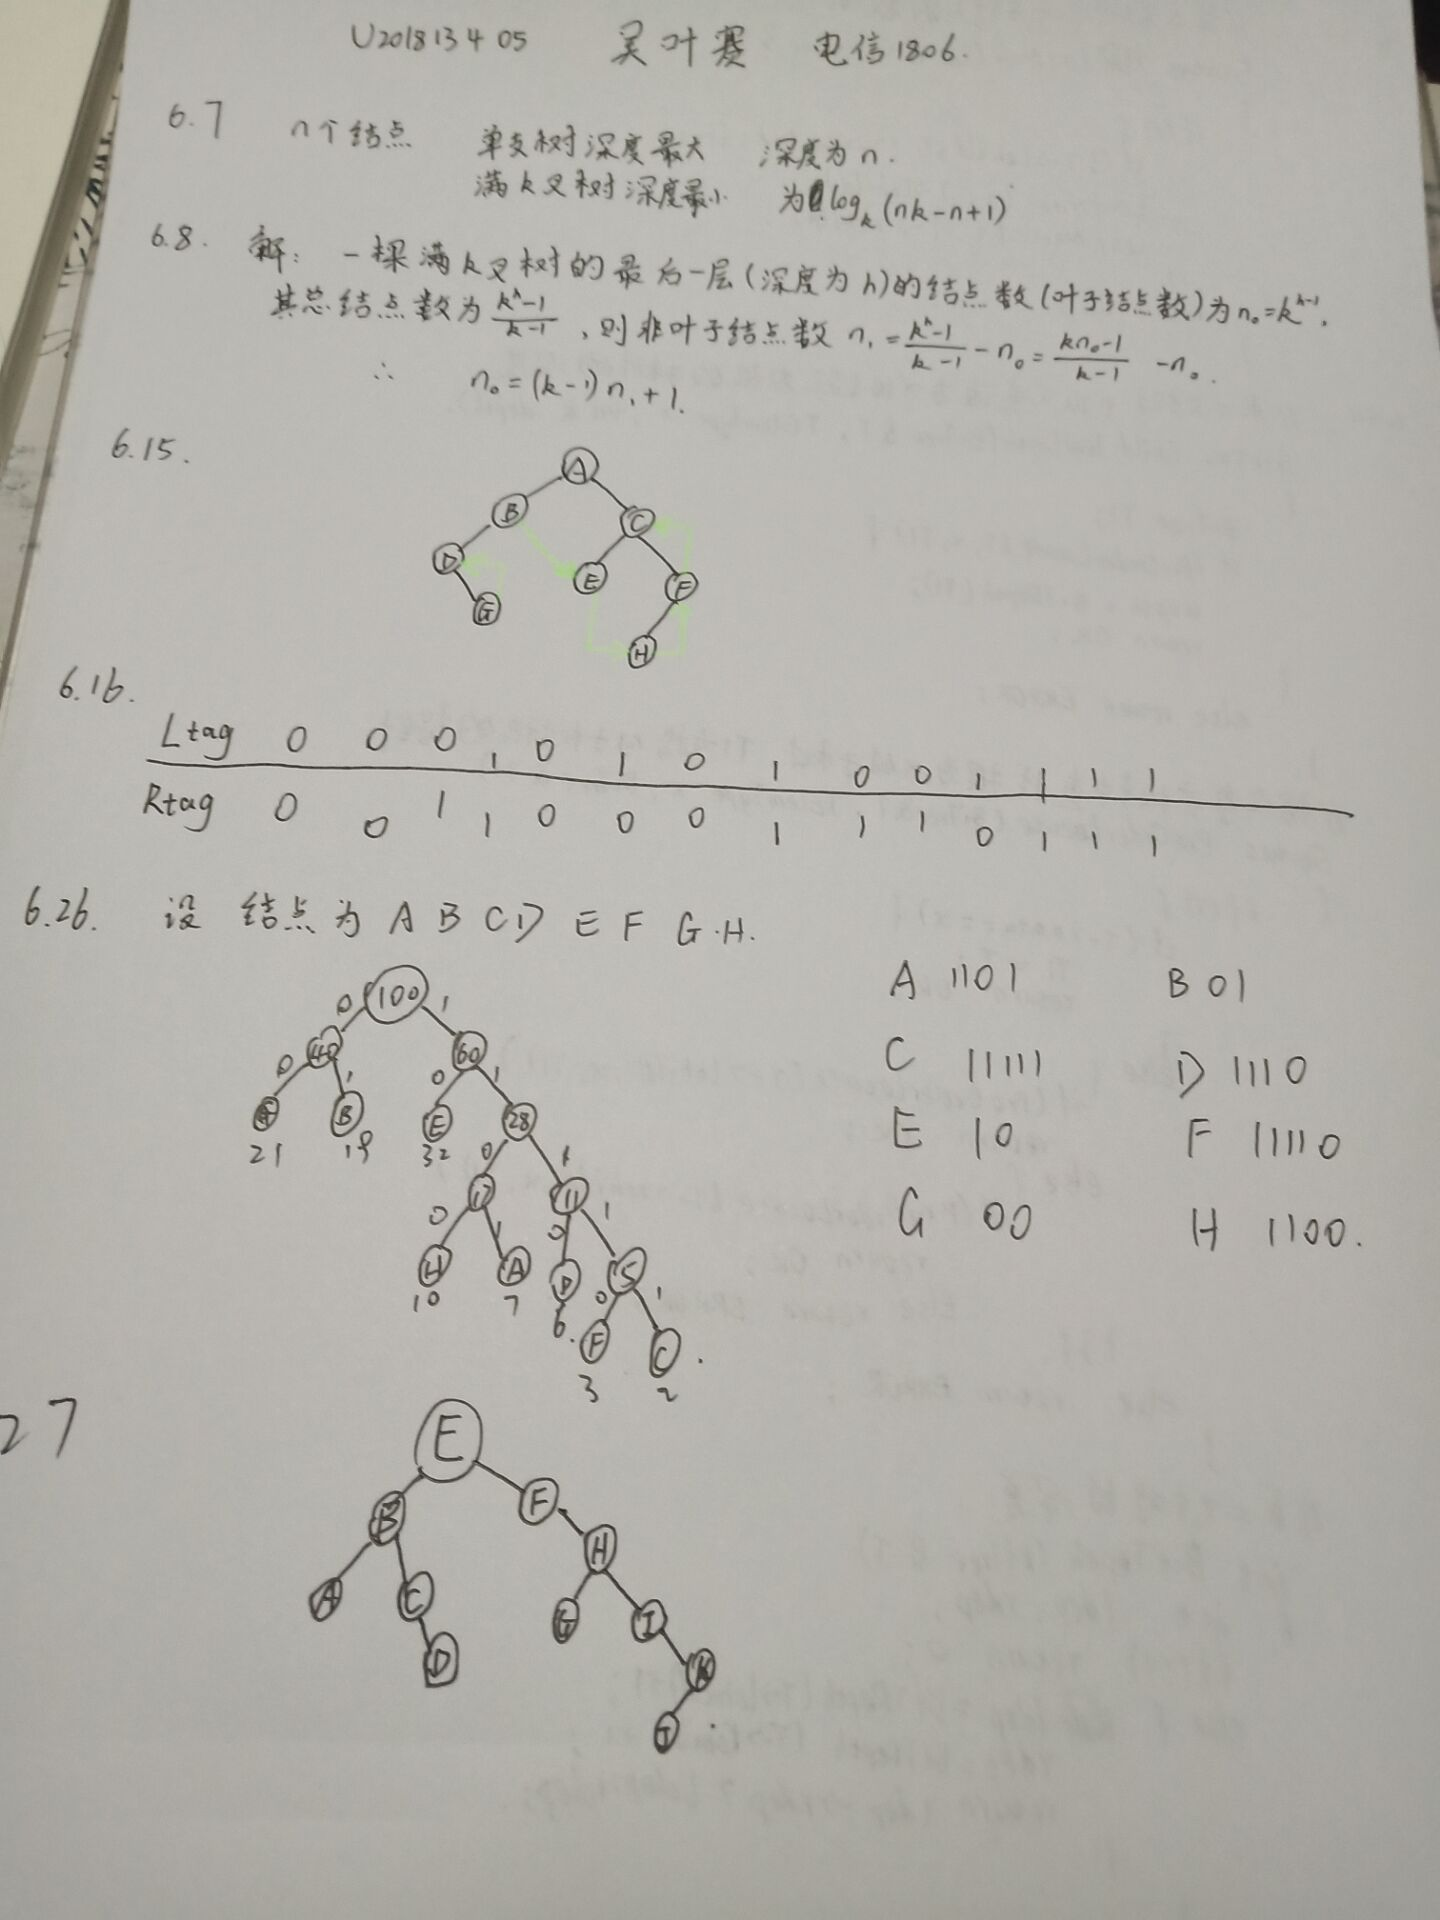 U201813405 吴叶赛 电信1806.
6.7 n个结点 单支树深度最大 深度为n.
满k叉树深度最小 为logₖ(nk-n+1)
6.8. 解: 一棵满k叉树的最后一层(深度为h)的结点数(叶子结点数)为n₀=k^(h-1),
其总结点数为 (k^h-1)/(k-1) ,则非叶子结点数 n₁=(k^h-1)/(k-1)-n₀=(kn₀-1)/(k-1)-n₀.
∴ n₀=(k-1)n₁+1.
6.15.
A
B C
D E F
G H
6.16.
Ltag 0 0 0 1 0 1 0 1 0 0 1 1 1 1
Rtag 0 0 1 1 0 0 0 1 1 1 0 1 1 1
6.26. 设 结点为 A B C D E F G.H.
100
0 1
40 60
0 1 0 1
B E 28
21 19 32
0 1
17 11
0 1 0 1
H A D 5
10 7 6. 0 1
F C.
3 2
A 1101 B 01
C 11111 D 1110
E 10 F 11110
G 00 H 1100.
27
E
B F
H
A C G I
D K
J